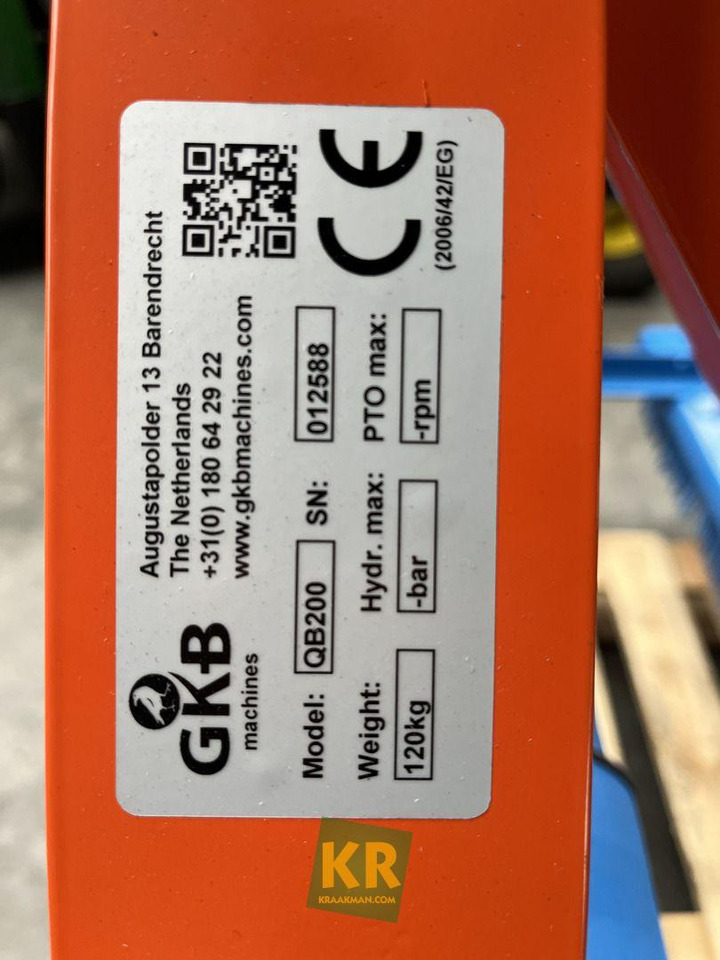 GKB
machines
Augustapolder 13 Barendrecht
The Netherlands
+31(0) 180 64 29 22
www.gkbmachines.com
Model: QB200 SN: 012588
Weight: Hydr. max: PTO max:
120kg -bar -rpm
CE
(2006/42/EG)
KR
KRAAKMAN.COM